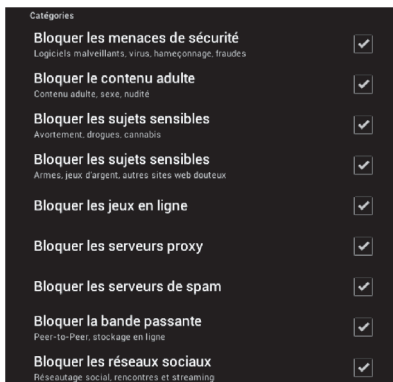 Catégories
Bloquer les menaces de sécurité
Logiciels malveillants, virus, hameçonnage, fraudes
Bloquer le contenu adulte
Contenu adulte, sexe, nudité
Bloquer les sujets sensibles
Avortement, drogues, cannabis
Bloquer les sujets sensibles
Armes, jeux d'argent, autres sites web douteux
Bloquer les jeux en ligne
Bloquer les serveurs proxy
Bloquer les serveurs de spam
Bloquer la bande passante
Peer-to-Peer, stockage en ligne
Bloquer les réseaux sociaux
Réseautage social, rencontres et streaming